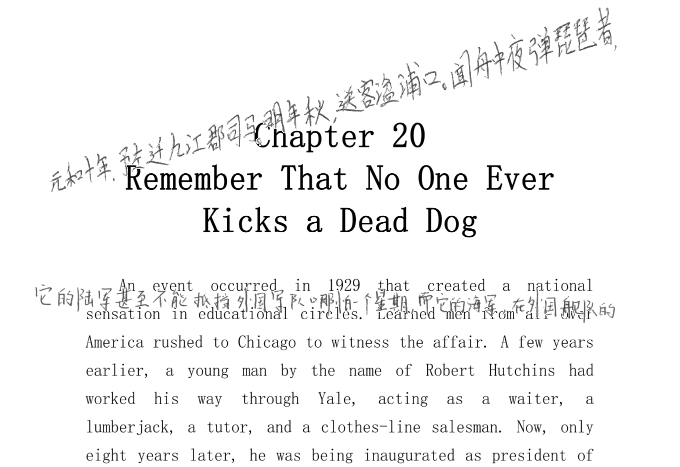 元和十年,予左迁九江郡司马。明年秋,送客湓浦口。闻舟中夜弹琵琶者,
Chapter 20
Remember That No One Ever
Kicks a Dead Dog
它的陆军甚至不能抵挡外国军队哪怕一个星期,而它的海军,在外国舰队的
An event occurred in 1929 that created a national
sensation in educational circles. Learned men from all over
America rushed to Chicago to witness the affair. A few years
earlier, a young man by the name of Robert Hutchins had
worked his way through Yale, acting as a waiter, a
lumberjack, a tutor, and a clothes-line salesman. Now, only
eight years later, he was being inaugurated as president of